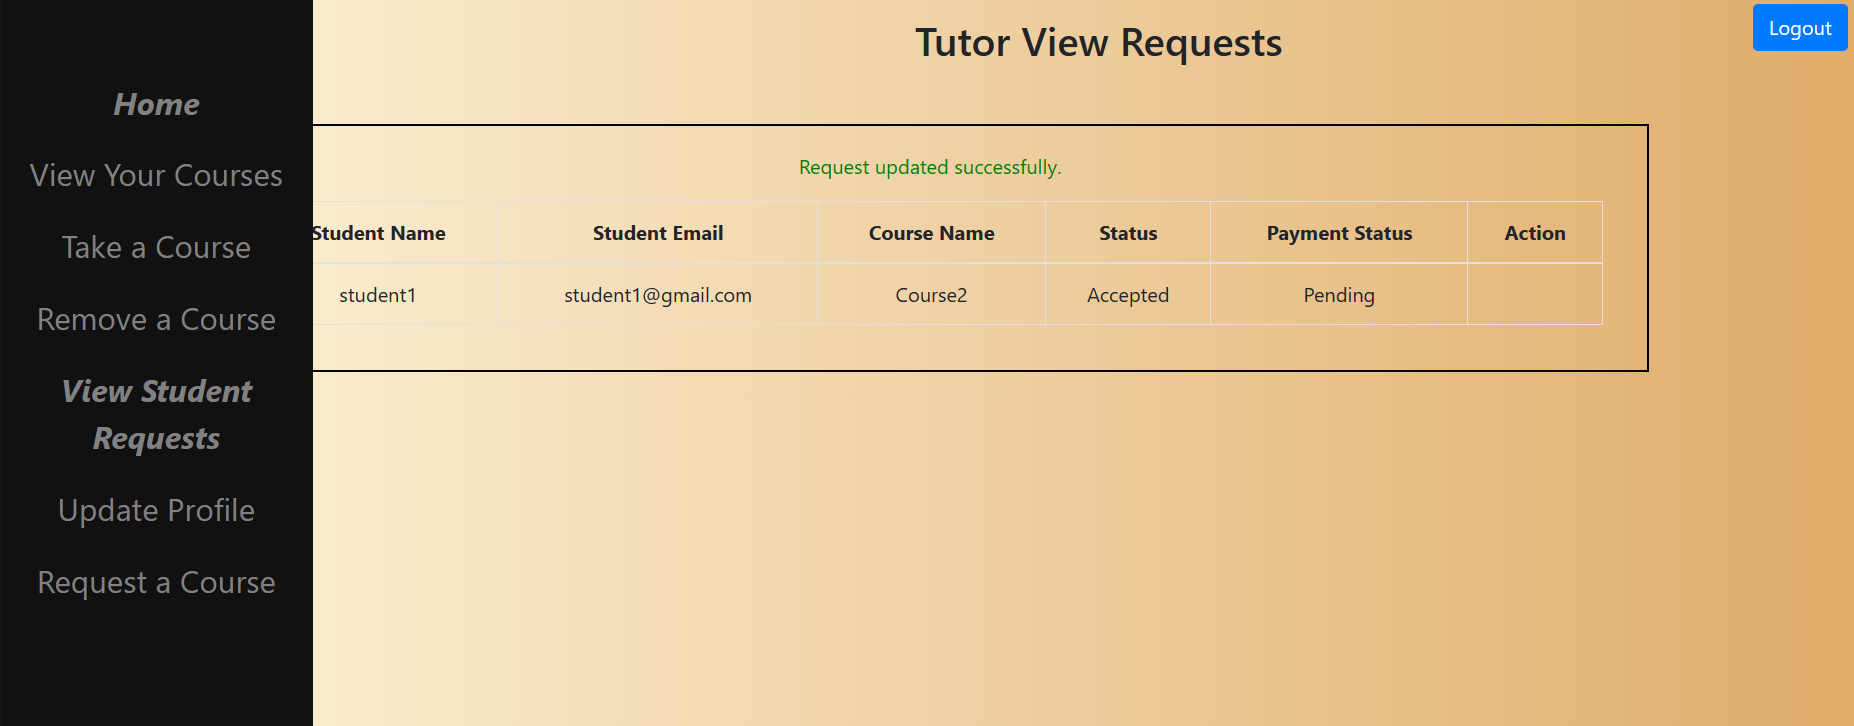 Home
View Your Courses
Take a Course
Remove a Course
View Student
Requests
Update Profile
Request a Course
Tutor View Requests
Logout
Request updated successfully.
Student Name Student Email Course Name Status Payment Status Action
student1 student1@gmail.com Course2 Accepted Pending